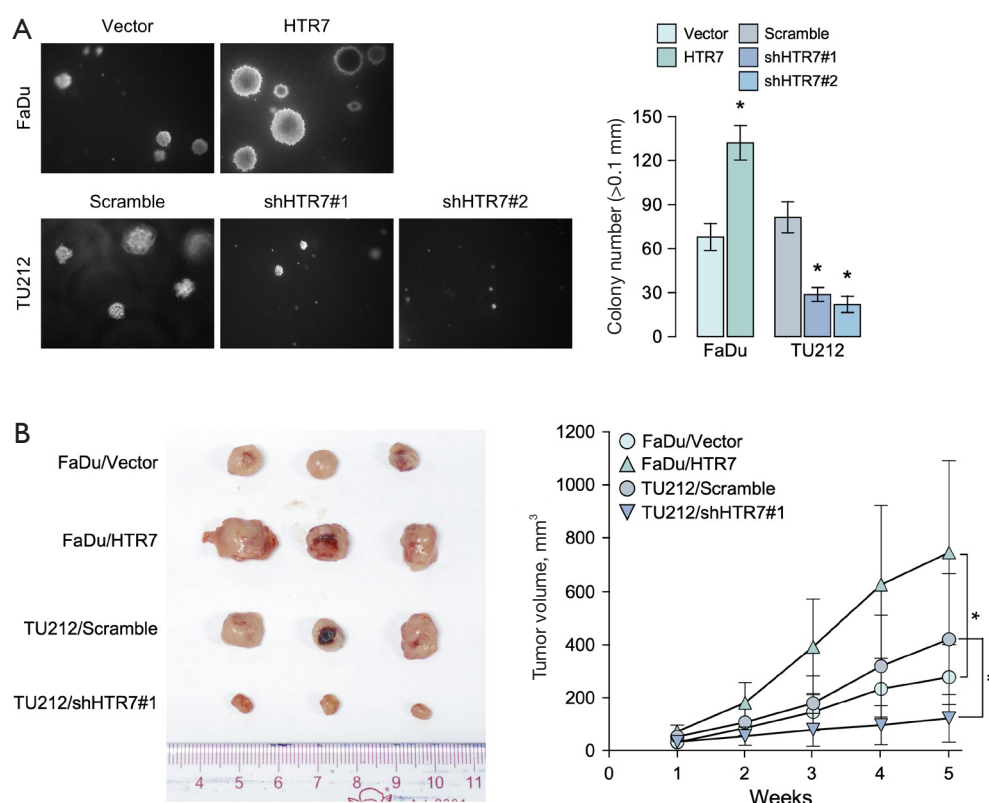 A
Vector
HTR7
FaDu
Scramble
shHTR7#1
shHTR7#2
TU212
Vector
HTR7
Scramble
shHTR7#1
shHTR7#2
Colony number (>0.1 mm)
150
120
90
60
30
0
*
*
*
FaDu
TU212
B
FaDu/Vector
FaDu/HTR7
TU212/Scramble
TU212/shHTR7#1
4 5 6 7 8 9 10 11
FaDu/Vector
FaDu/HTR7
TU212/Scramble
TU212/shHTR7#1
Tumor volume, mm³
1200
1000
800
600
400
200
0
*
0 1 2 3 4 5
Weeks